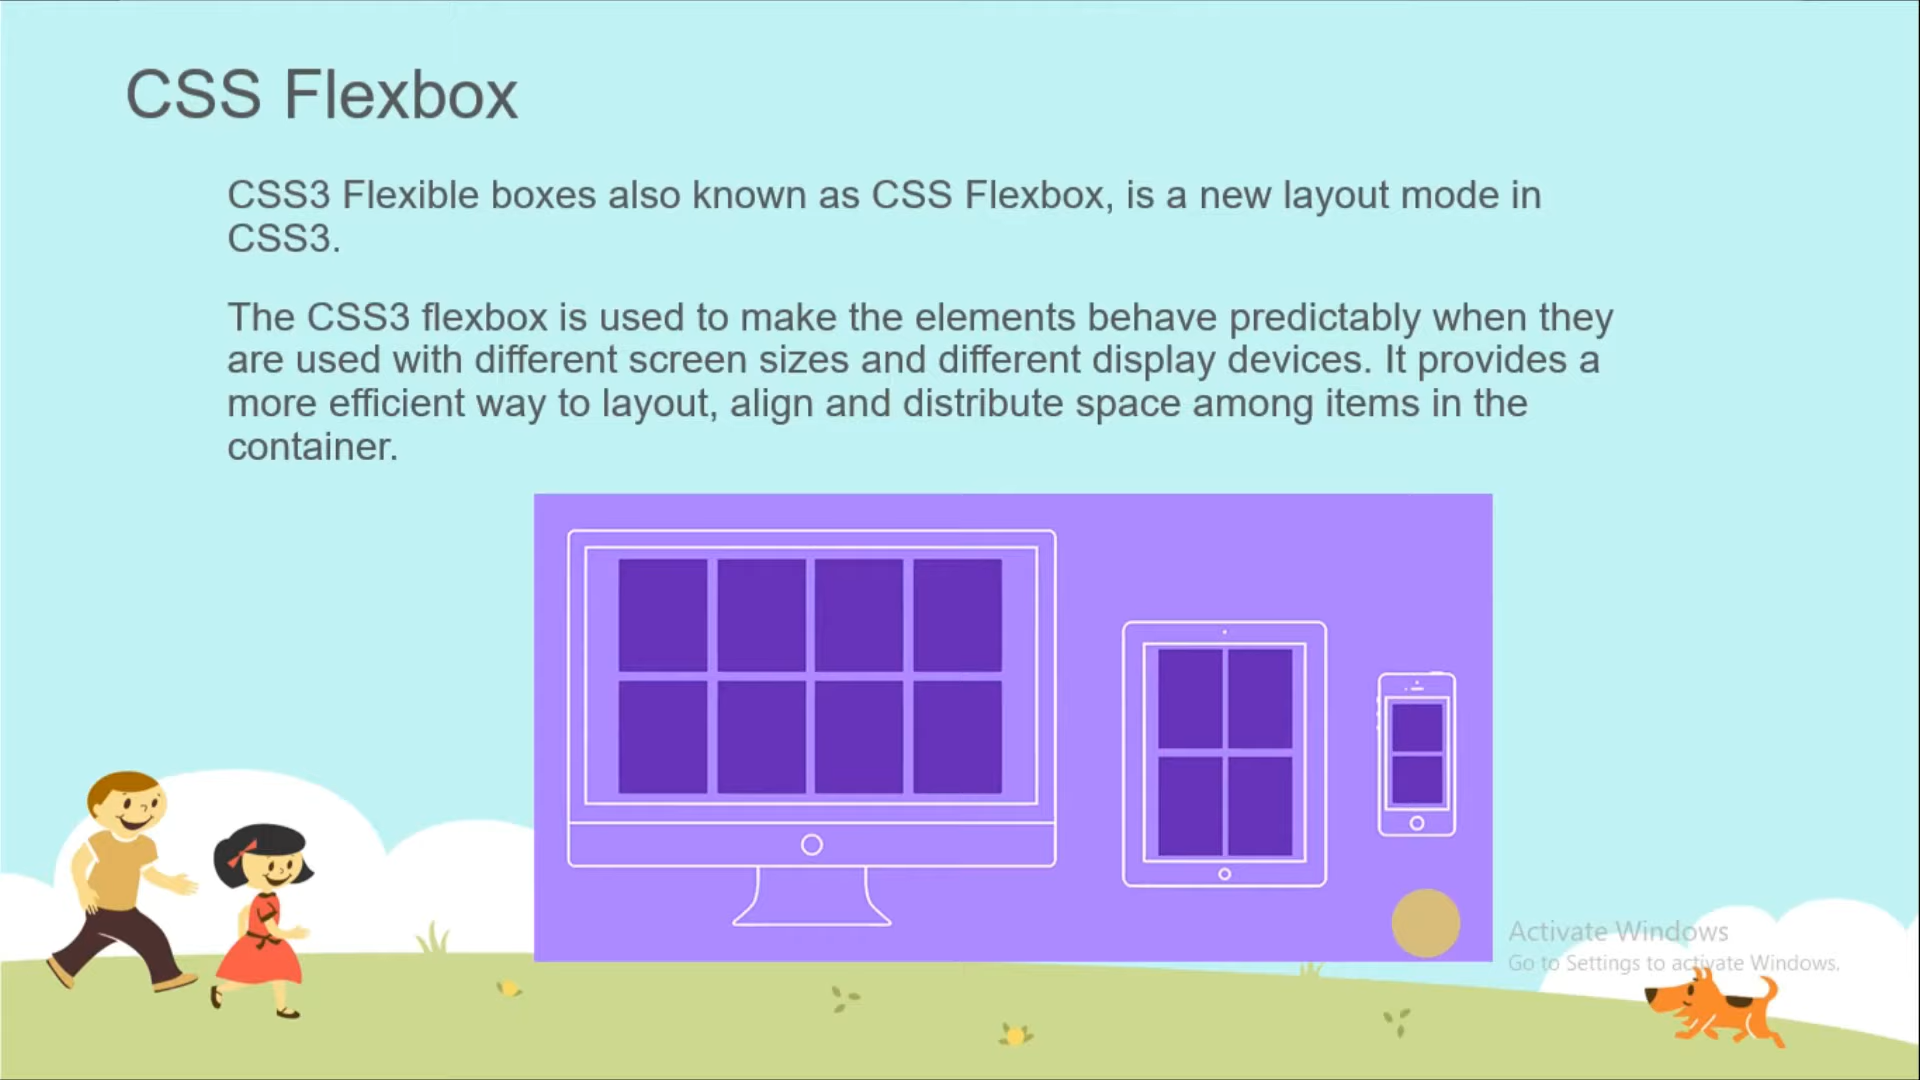 CSS Flexbox
CSS3 Flexible boxes also known as CSS Flexbox, is a new layout mode in
CSS3.
The CSS3 flexbox is used to make the elements behave predictably when they
are used with different screen sizes and different display devices. It provides a
more efficient way to layout, align and distribute space among items in the
container.
Activate Windows
Go to Settings to activate Windows.